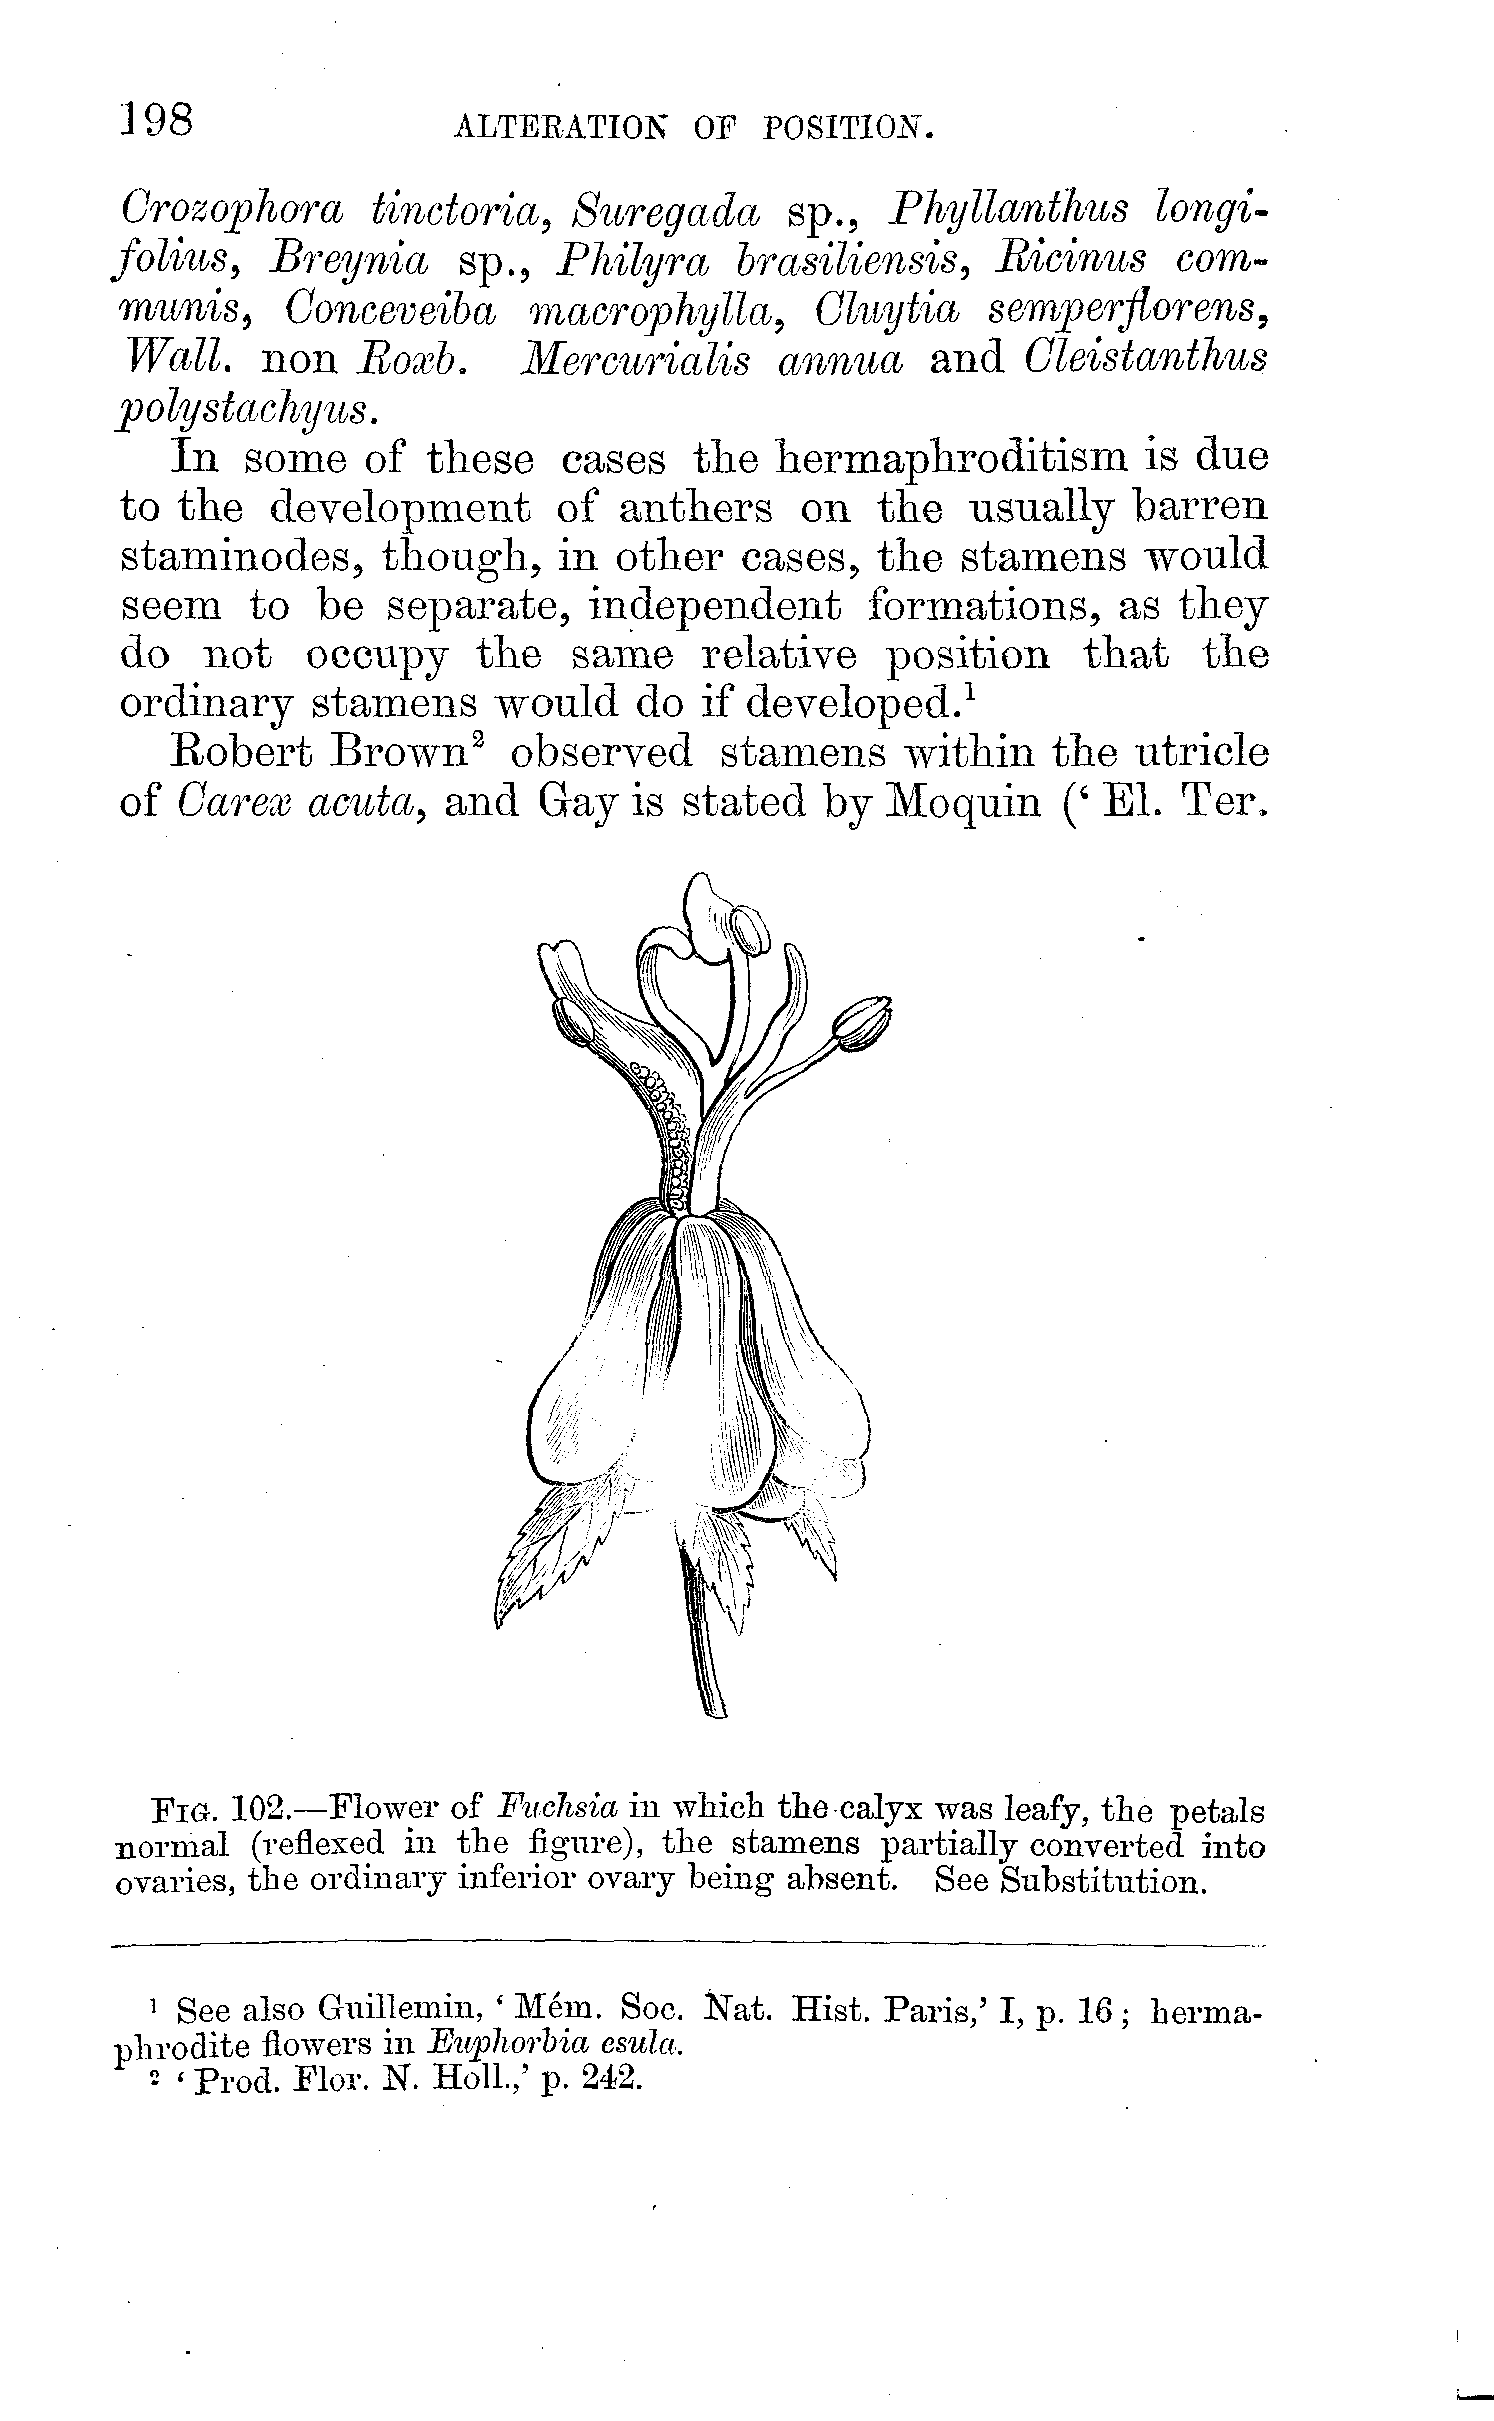 198 ALTERATION OF POSITION.
Crozophora tinctoria, Suregada sp., Phyllanthus longi-
folius, Breynia sp., Philyra brasiliensis, Ricinus com-
munis, Conceveiba macrophylla, Cluytia semperflorens,
Wall. non Roxb. Mercurialis annua and Cleistanthus
polystachyus.
In some of these cases the hermaphroditism is due
to the development of anthers on the usually barren
staminodes, though, in other cases, the stamens would
seem to be separate, independent formations, as they
do not occupy the same relative position that the
ordinary stamens would do if developed.¹
Robert Brown² observed stamens within the utricle
of Carex acuta, and Gay is stated by Moquin (‘ El. Ter.
FIG. 102.—Flower of Fuchsia in which the calyx was leafy, the petals
normal (reflexed in the figure), the stamens partially converted into
ovaries, the ordinary inferior ovary being absent. See Substitution.
¹ See also Guillemin, ‘ Mém. Soc. Nat. Hist. Paris,’ I, p. 16 ; herma-
phrodite flowers in Euphorbia esula.
² ‘ Prod. Flor. N. Holl.,’ p. 242.